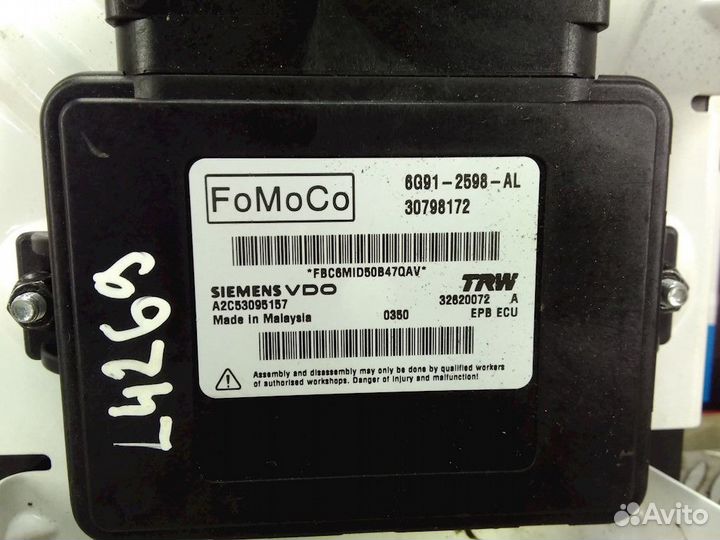 FoMoCo
6G91-2598-AL
30798172
*FBC6MID50B47QAV*
SIEMENS VDO
TRW
A2C53095157
32620072 A
Made in Malaysia
0350
EPB ECU
Assembly and disassembly may only be done by qualified workers
of authorised workshops. Danger of injury and malfunction!
L4269
Avito